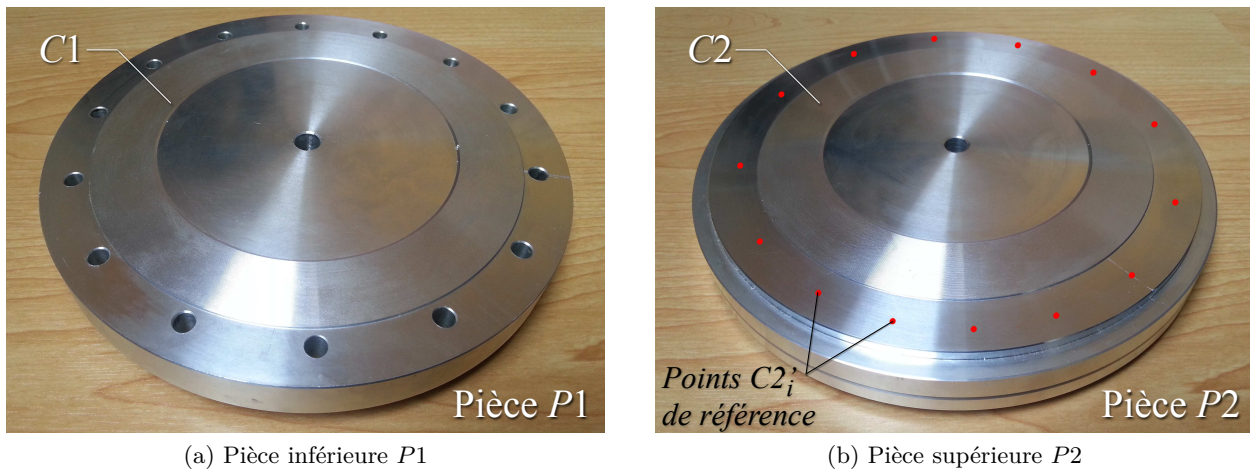 C1
Pièce P1
(a) Pièce inférieure P1
C2
Points C2'i
de référence
Pièce P2
(b) Pièce supérieure P2